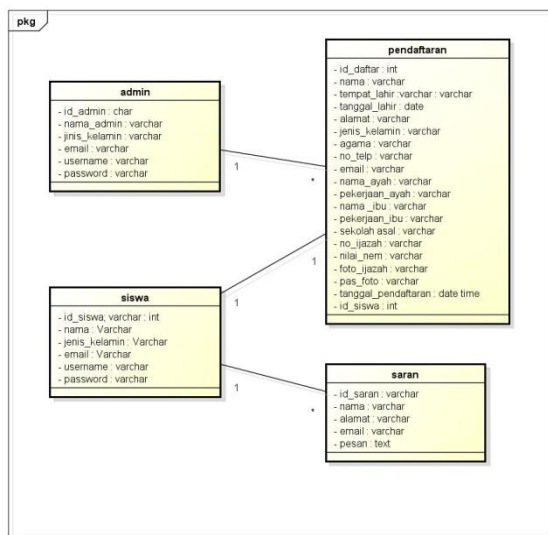 pkg
admin
- id_admin : char
- nama_admin : varchar
- jinis_kelamin : varchar
- email : varchar
- username : varchar
- password : varchar
pendaftaran
- id_daftar : int
- nama : varchar
- tempat_lahir :varchar : varchar
- tanggal_lahir : date
- alamat : varchar
- jenis_kelamin : varchar
- agama : varchar
- no_telp : varchar
- email : varchar
- nama_ayah : varchar
- pekerjaan_ayah : varchar
- nama _ibu : varchar
- pekerjaan_ibu : varchar
- sekolah asal : varchar
- no_ijazah : varchar
- nilai_nem : varchar
- foto_ijazah : varchar
- pas_foto : varchar
- tanggal_pendaftaran : date time
- id_siswa : int
1
*
1
1
siswa
- id_siswa; varchar : int
- nama : Varchar
- jenis_kelamin : Varchar
- email : Varchar
- username : varchar
- password : varchar
1
*
saran
- id_saran : varchar
- nama : varchar
- alamat : varchar
- email : varchar
- pesan : text